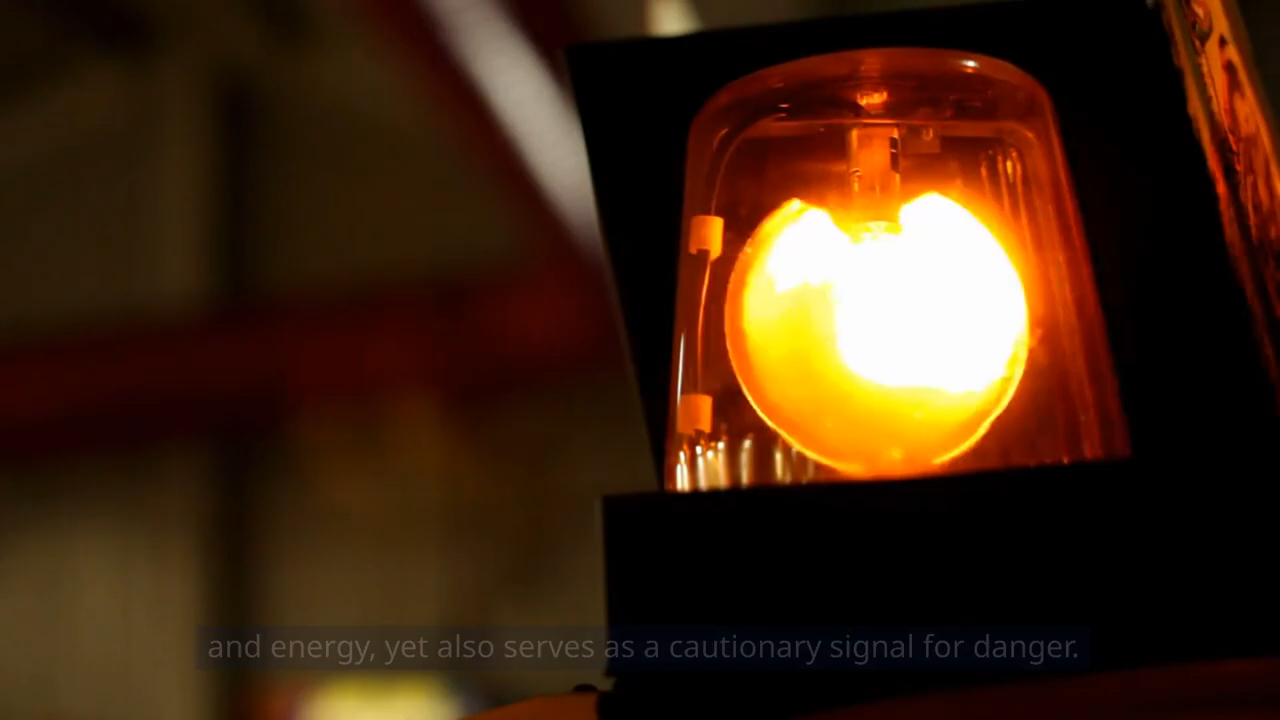 and energy, yet also serves as a cautionary signal for danger.